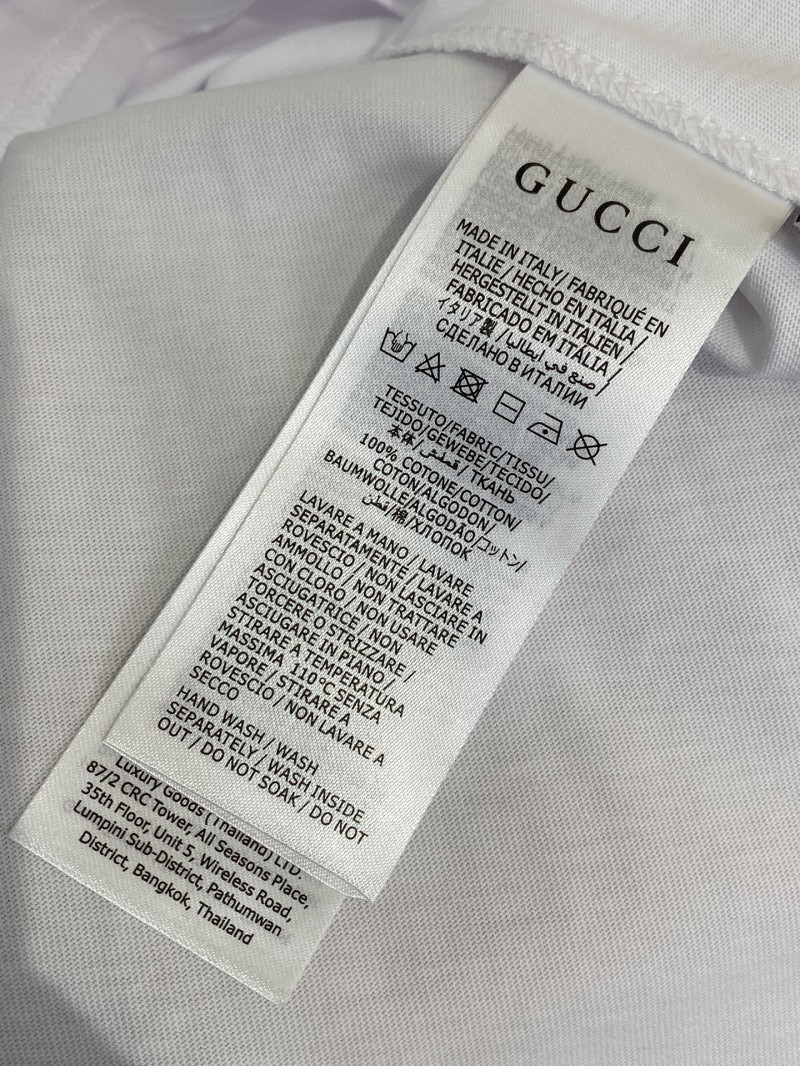 GUCCI
MADE IN ITALY/ FABRIQUÉ EN
ITALIE / HECHO EN ITALIA /
HERGESTELLT IN ITALIEN /
FABRICADO EM ITALIA /
イタリア製 / صنع في ايطاليا /
СДЕЛАНО В ИТАЛИИ
TESSUTO/FABRIC/TISSU/
TEJIDO/GEWEBE/TECIDO/
本体/قماش/ ТКАНЬ
100% COTONE/COTTON/
COTON/ALGODON/
BAUMWOLLE/ALGODÃO/コットン/
قطن/棉/ХЛОПОК
LAVARE A MANO / LAVARE
SEPARATAMENTE / LAVARE A
ROVESCIO / NON LASCIARE IN
AMMOLLO / NON TRATTARE
CON CLORO / NON USARE
ASCIUGATRICE / NON
TORCERE O STRIZZARE /
ASCIUGARE IN PIANO /
STIRARE A TEMPERATURA
MASSIMA 110°C SENZA
VAPORE / STIRARE A
ROVESCIO / NON LAVARE A
SECCO
HAND WASH / WASH
SEPARATELY / WASH INSIDE
OUT / DO NOT SOAK / DO NOT
Luxury Goods (Thailand) LTD.
87/2 CRC Tower, All Seasons Place,
35th Floor, Unit 5, Wireless Road,
Lumpini Sub-District, Pathumwan
District, Bangkok, Thailand